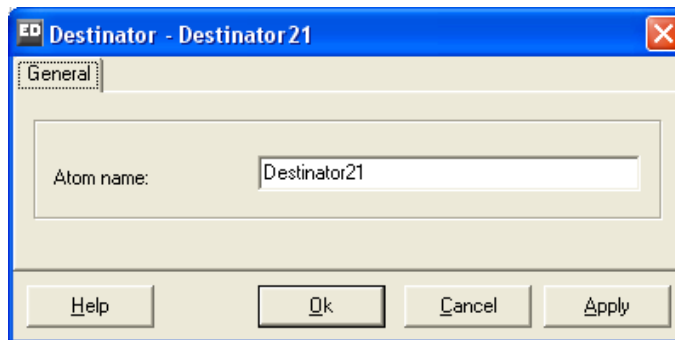 ED Destinator - Destinator21
General
Atom name: Destinator21
Help Ok Cancel Apply